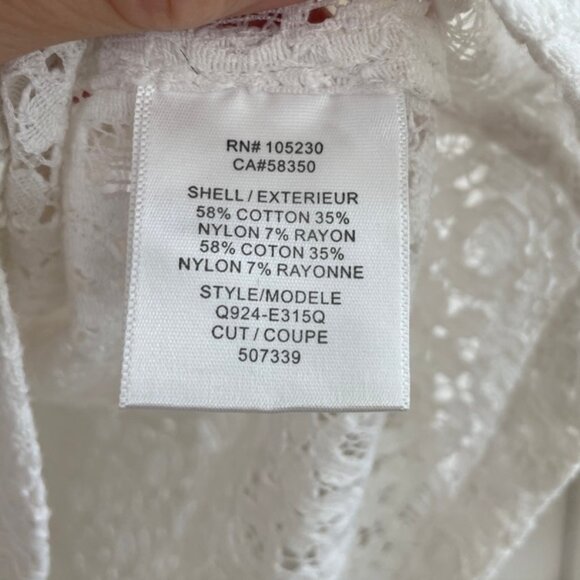 RN# 105230
CA#58350
SHELL / EXTERIEUR
58% COTTON 35%
NYLON 7% RAYON
58% COTON 35%
NYLON 7% RAYONNE
STYLE/MODELE
Q924-E315Q
CUT / COUPE
507339